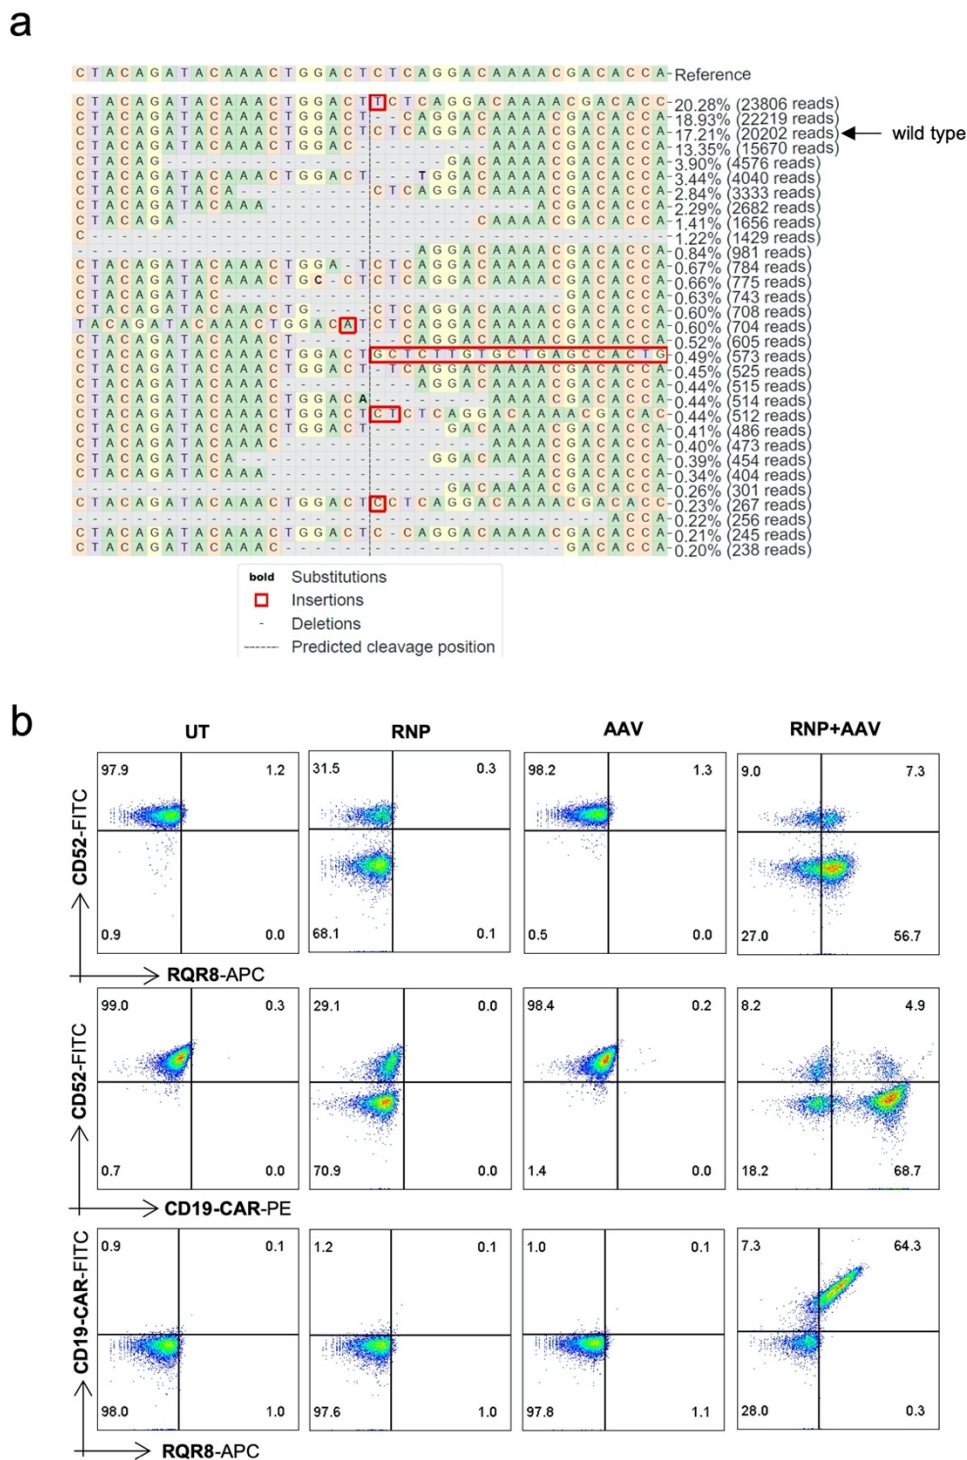 a
C T A C A G A T A C A A A C T G G A C T C T C A G G A C A A A A C G A C A C C A Reference
C T A C A G A T A C A A A C T G G A C T T C T C A G G A C A A A A C G A C A C C 20.28% (23806 reads)
C T A C A G A T A C A A A C T G G A C T - - C A G G A C A A A A C G A C A C C A 18.93% (22219 reads)
C T A C A G A T A C A A A C T G G A C T C T C A G G A C A A A A C G A C A C C A 17.21% (20202 reads) wild type
C T A C A G A T A C A A A C T G G A C - - - - - - - - - A A A A C G A C A C C A 13.35% (15670 reads)
C T A C A G - - - - - - - - - - - - - - - - - - - G A C A A A A C G A C A C C A 3.90% (4576 reads)
C T A C A G A T A C A A A C T G G A C T - - - T G G A C A A A A C G A C A C C A 3.44% (4040 reads)
C T A C A G A T A C A - - - - - - - - - C T C A G G A C A A A A C G A C A C C A 2.84% (3333 reads)
C T A C A G A T A C A A A - - - - - - - - - - - - - - - - - - A C G A C A C C A 2.29% (2682 reads)
C T A C A G A - - - - - - - - - - - - - - - - - - - - C A A A A C G A C A C C A 1.41% (1656 reads)
C - - - - - - - - - - - - - - - - - - - - - - - - - - - - - - - - - - - - - - - 1.22% (1429 reads)
- - - - - - - - - - - - - - - - - - - - - - - A G G A C A A A A C G A C A C C A 0.84% (981 reads)
C T A C A G A T A C A A A C T G G A - T C T C A G G A C A A A A C G A C A C C A 0.67% (784 reads)
C T A C A G A T A C A A A C T G C - C T C T C A G G A C A A A A C G A C A C C A 0.66% (775 reads)
C T A C A G A T A C - - - - - - - - - - - - - - - - - - - - - - - G A C A C C A 0.63% (743 reads)
C T A C A G A T A C A A A C T G - - - - C T C A G G A C A A A A C G A C A C C A 0.60% (708 reads)
T A C A G A T A C A A A C T G G A C A T C T C A G G A C A A A A C G A C A C C A 0.60% (704 reads)
C T A C A G A T A C A A A C T - - - - - - - C A G G A C A A A A C G A C A C C A 0.52% (605 reads)
C T A C A G A T A C A A A C T G G A C T G C T C T T G T G C T G A G C C A C T G 0.49% (573 reads)
C T A C A G A T A C A A A C T G G A C T - T C A G G A C A A A A C G A C A C C A 0.45% (525 reads)
C T A C A G A T A C A A A C - - - - - - - - - A G G A C A A A A C G A C A C C A 0.44% (515 reads)
C T A C A G A T A C A A A C T G G A C A - - - - - - - - A A A A C G A C A C C A 0.44% (514 reads)
C T A C A G A T A C A A A C T G G A C T C T C T C A G G A C A A A A C G A C A C 0.44% (512 reads)
C T A C A G A T A C A A A C T G G A C T - - - - - G A C A A A A C G A C A C C A 0.41% (486 reads)
C T A C A G A T A C A A A C - - - - - - - - - - - - - - A A A A C G A C A C C A 0.40% (473 reads)
C T A C A G A T A C A - - - - - - - - - - - - - G G A C A A A A C G A C A C C A 0.39% (454 reads)
C T A C A G A T A C A A A - - - - - - - - - - - - - - - - - A A C G A C A C C A 0.34% (404 reads)
- - - - - - - - - - - - - - - - - - - - - - - - - G A C A A A A C G A C A C C A 0.26% (301 reads)
C T A C A G A T A C A A A C T G G A C T C C T C A G G A C A A A A C G A C A C C 0.23% (267 reads)
- - - - - - - - - - - - - - - - - - - - - - - - - - - - - - - - - - - - A C C A 0.22% (256 reads)
C T A C A G A T A C A A A C T G G A C T C - C A G G A C A A A A C G A C A C C A 0.21% (245 reads)
C T A C A G A T A C A A A C - - - - - - - - - - - - - - - - - - - G A C A C C A 0.20% (238 reads)
bold Substitutions
Insertions
- Deletions
Predicted cleavage position
b
UT RNP AAV RNP+AAV
CD52-FITC
97.9 1.2 31.5 0.3 98.2 1.3 9.0 7.3
0.9 0.0 68.1 0.1 0.5 0.0 27.0 56.7
RQR8-APC
CD52-FITC
99.0 0.3 29.1 0.0 98.4 0.2 8.2 4.9
0.7 0.0 70.9 0.0 1.4 0.0 18.2 68.7
CD19-CAR-PE
CD19-CAR-FITC
0.9 0.1 1.2 0.1 1.0 0.1 7.3 64.3
98.0 1.0 97.6 1.0 97.8 1.1 28.0 0.3
RQR8-APC